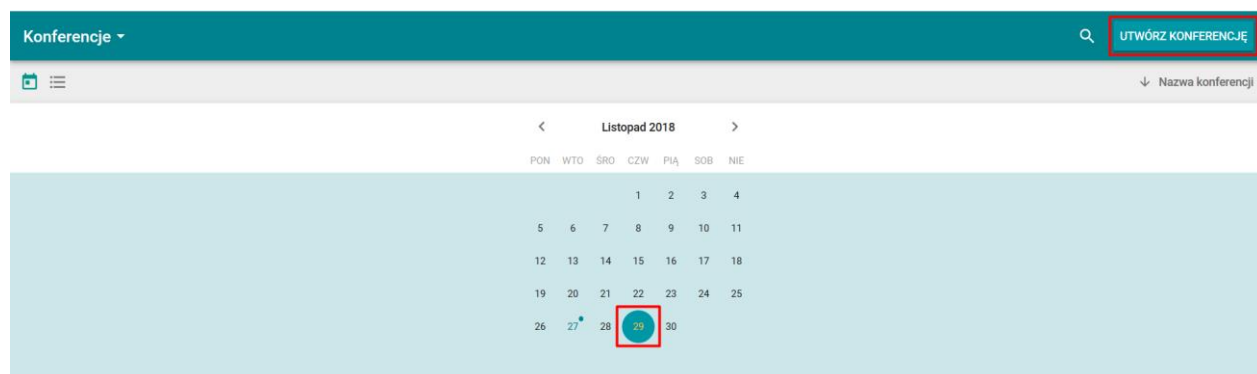 Konferencje
UTWÓRZ KONFERENCJĘ
Nazwa konferencji
Listopad 2018
PON WTO ŚRO CZW PIĄ SOB NIE
1 2 3 4
5 6 7 8 9 10 11
12 13 14 15 16 17 18
19 20 21 22 23 24 25
26 27 28 29 30